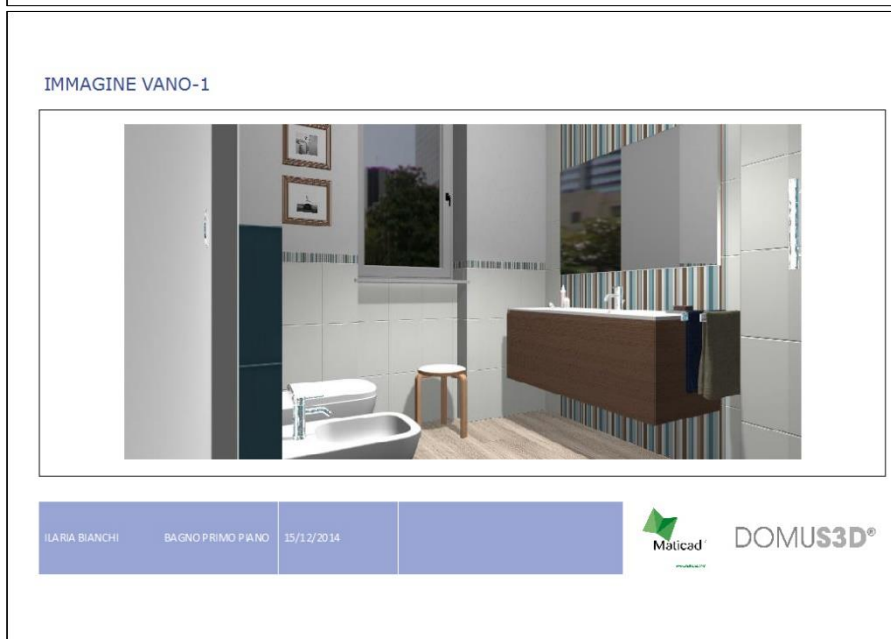 IMMAGINE VANO-1
ILARIA BIANCHI BAGNO PRIMO PIANO 15/12/2014
Maticad
DOMUS3D®